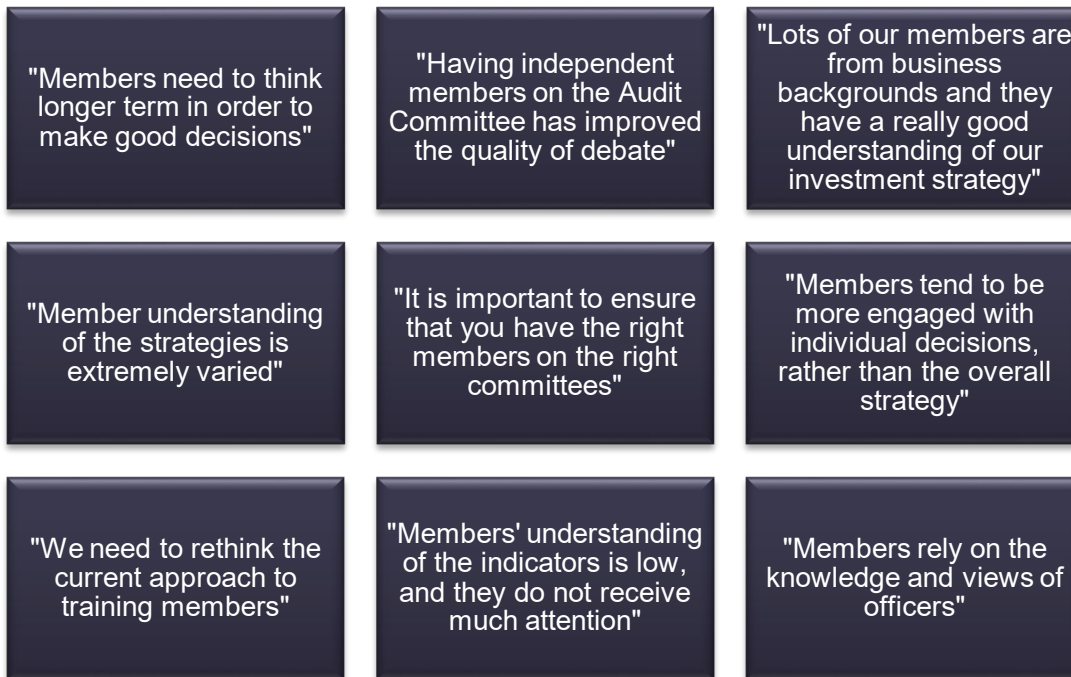 "Members need to think
longer term in order to
make good decisions"
"Having independent
members on the Audit
Committee has improved
the quality of debate"
"Lots of our members are
from business
backgrounds and they
have a really good
understanding of our
investment strategy"
"Member understanding
of the strategies is
extremely varied"
"It is important to ensure
that you have the right
members on the right
committees"
"Members tend to be
more engaged with
individual decisions,
rather than the overall
strategy"
"We need to rethink the
current approach to
training members"
"Members' understanding
of the indicators is low,
and they do not receive
much attention"
"Members rely on the
knowledge and views of
officers"